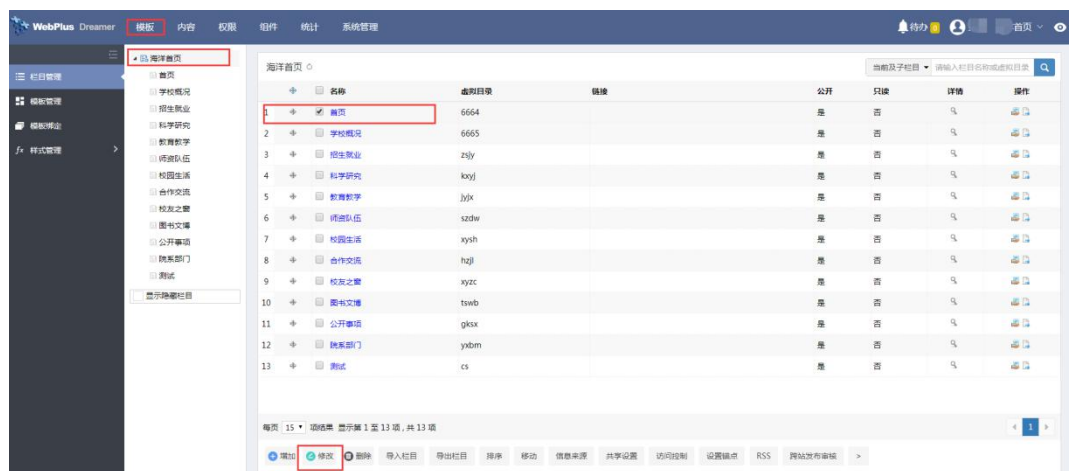 WebPlus Dreamer 模板 内容 权限 组件 统计 系统管理 待办 0 首页
栏目管理
模板管理
模板绑定
fx 样式管理
海洋首页
首页
学校概况
招生就业
科学研究
教育教学
师资队伍
校园生活
合作交流
校友之窗
图书文博
公开事项
院系部门
测试
显示隐藏栏目
海洋首页 当前及子栏目 请输入栏目名称或虚拟目录
名称 虚拟目录 链接 公开 只读 详情 操作
1 首页 6664 是 否
2 学校概况 6665 是 否
3 招生就业 zsjy 是 否
4 科学研究 kxyj 是 否
5 教育教学 jyjx 是 否
6 师资队伍 szdw 是 否
7 校园生活 xysh 是 否
8 合作交流 hzjl 是 否
9 校友之窗 xyzc 是 否
10 图书文博 tswb 是 否
11 公开事项 gksx 是 否
12 院系部门 yxbm 是 否
13 测试 cs 是 否
每页 15 项结果 显示第 1 至 13 项，共 13 项 1
增加 修改 删除 导入栏目 导出栏目 排序 移动 信息来源 共享设置 访问控制 设置锚点 RSS 跨站发布审核 >